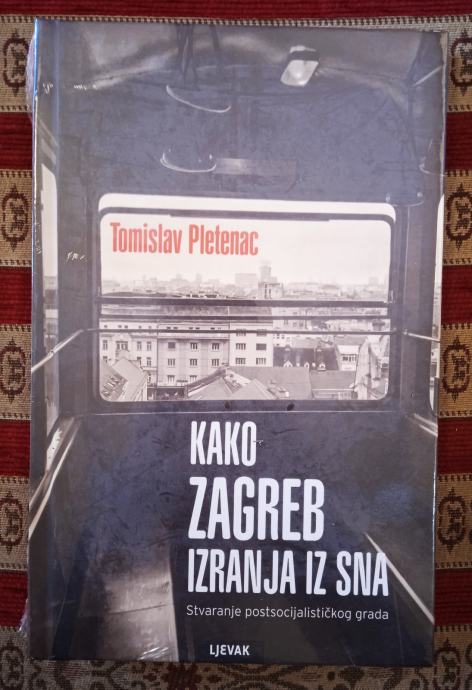 Tomislav Pletenac
KAKO
ZAGREB
IZRANJA IZ SNA
Stvaranje postsocijalističkog grada
LJEVAK